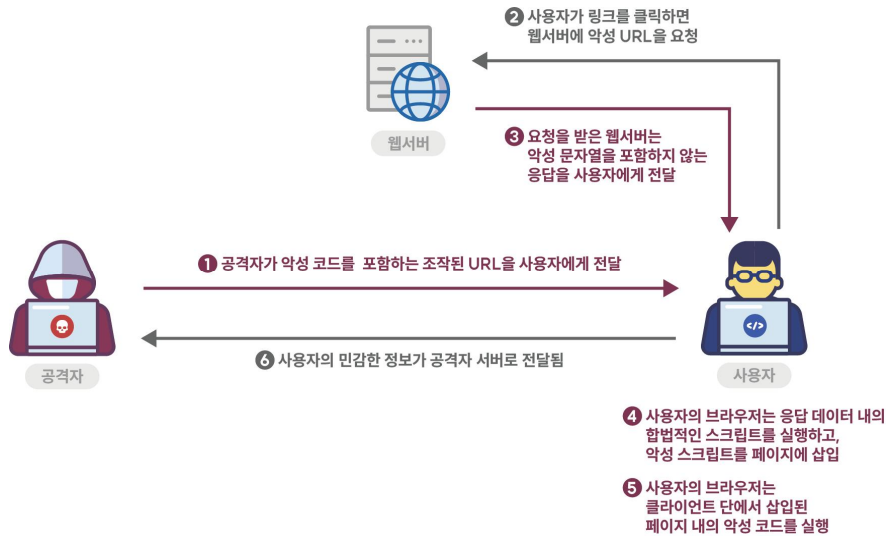 ❷ 사용자가 링크를 클릭하면
웹서버에 악성 URL을 요청
웹서버
❸ 요청을 받은 웹서버는
악성 문자열을 포함하지 않는
응답을 사용자에게 전달
❶ 공격자가 악성 코드를 포함하는 조작된 URL을 사용자에게 전달
</>
❻ 사용자의 민감한 정보가 공격자 서버로 전달됨
공격자
사용자
❹ 사용자의 브라우저는 응답 데이터 내의
합법적인 스크립트를 실행하고,
악성 스크립트를 페이지에 삽입
❺ 사용자의 브라우저는
클라이언트 단에서 삽입된
페이지 내의 악성 코드를 실행